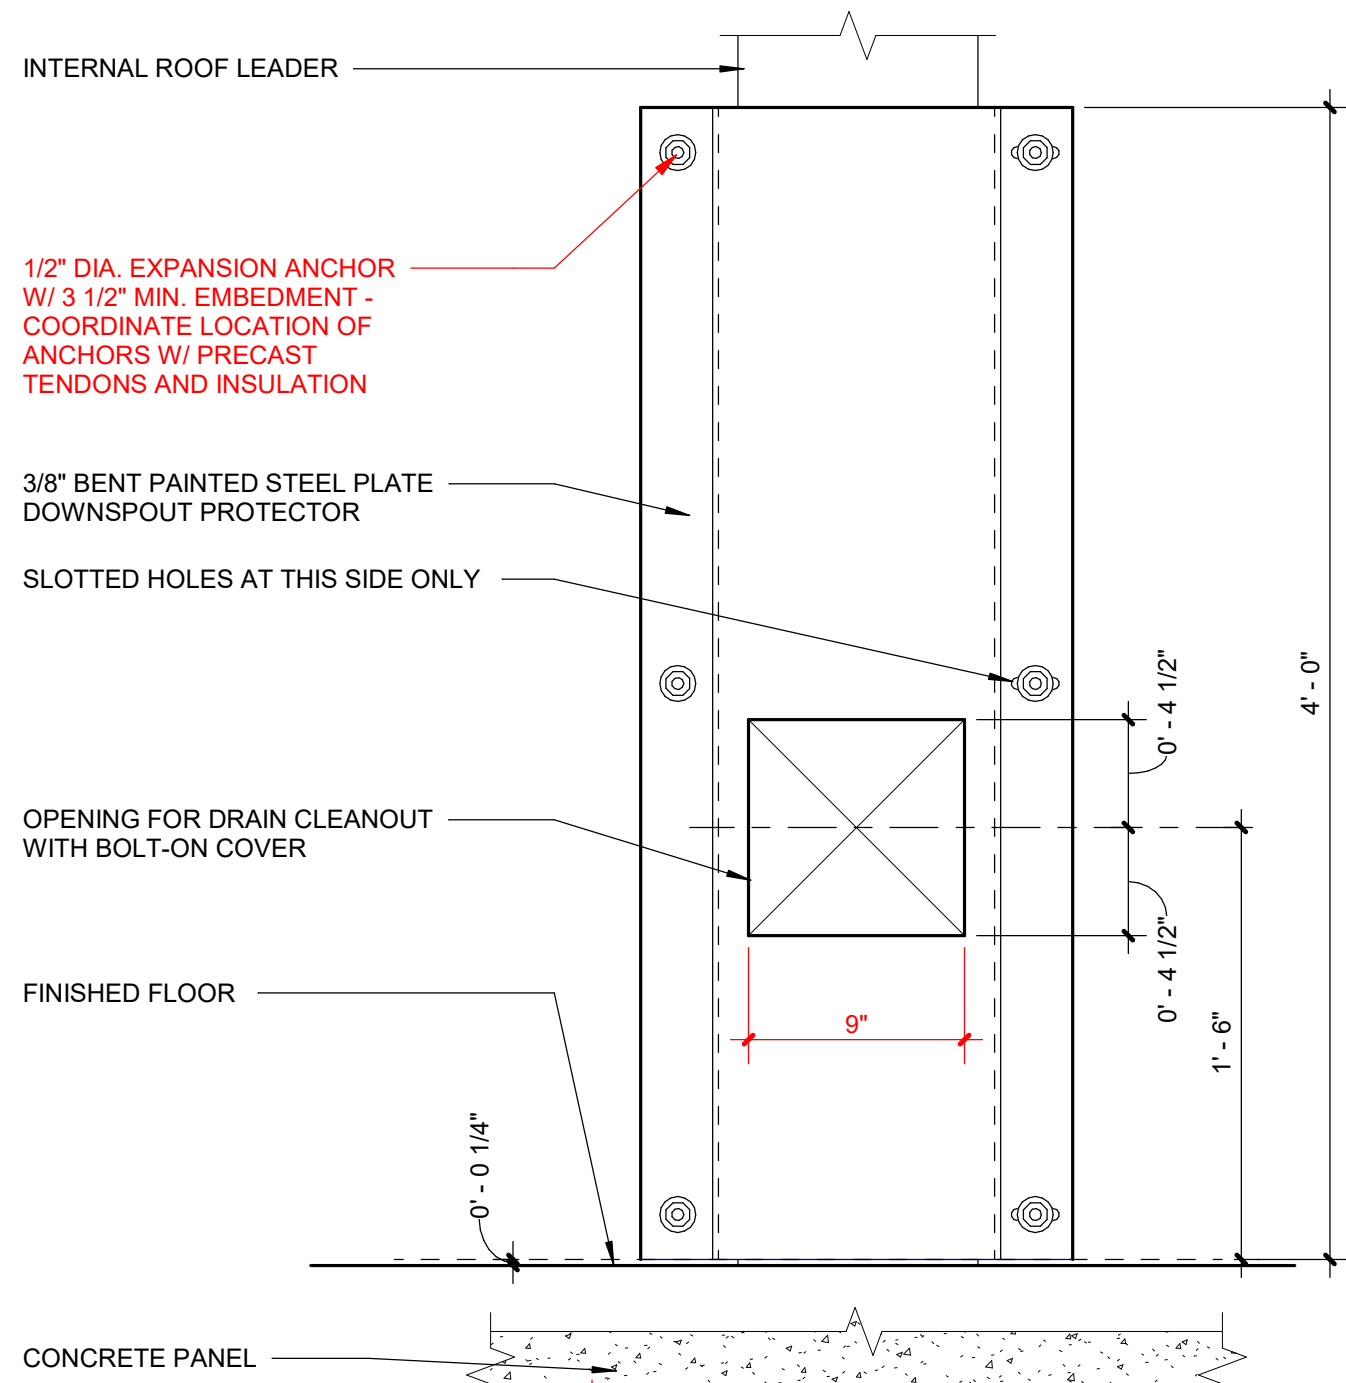 INTERNAL ROOF LEADER
1/2" DIA. EXPANSION ANCHOR
W/ 3 1/2" MIN. EMBEDMENT -
COORDINATE LOCATION OF
ANCHORS W/ PRECAST
TENDONS AND INSULATION
3/8" BENT PAINTED STEEL PLATE
DOWNSPOUT PROTECTOR
SLOTTED HOLES AT THIS SIDE ONLY
0' - 4 1/2"
4' - 0"
OPENING FOR DRAIN CLEANOUT
WITH BOLT-ON COVER
0' - 4 1/2"
FINISHED FLOOR
9"
1' - 6"
0' - 0 1/4"
CONCRETE PANEL